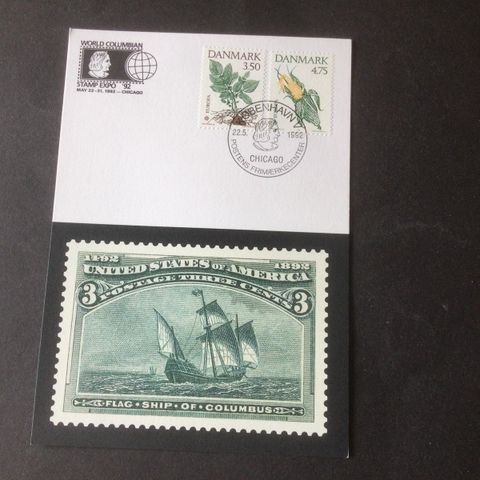 WORLD COLUMBIAN
STAMP EXPO '92
MAY 22-31, 1992 – CHICAGO
DANMARK
3.50
EUROPA
DANMARK
4.75
KØBENHAVN V
22.5. 1992
CHICAGO
POSTENS FRIMÆRKECENTER
1492 1892
UNITED STATES OF AMERICA
3 POSTAGE THREE CENTS 3
FLAG · SHIP · OF · COLUMBUS